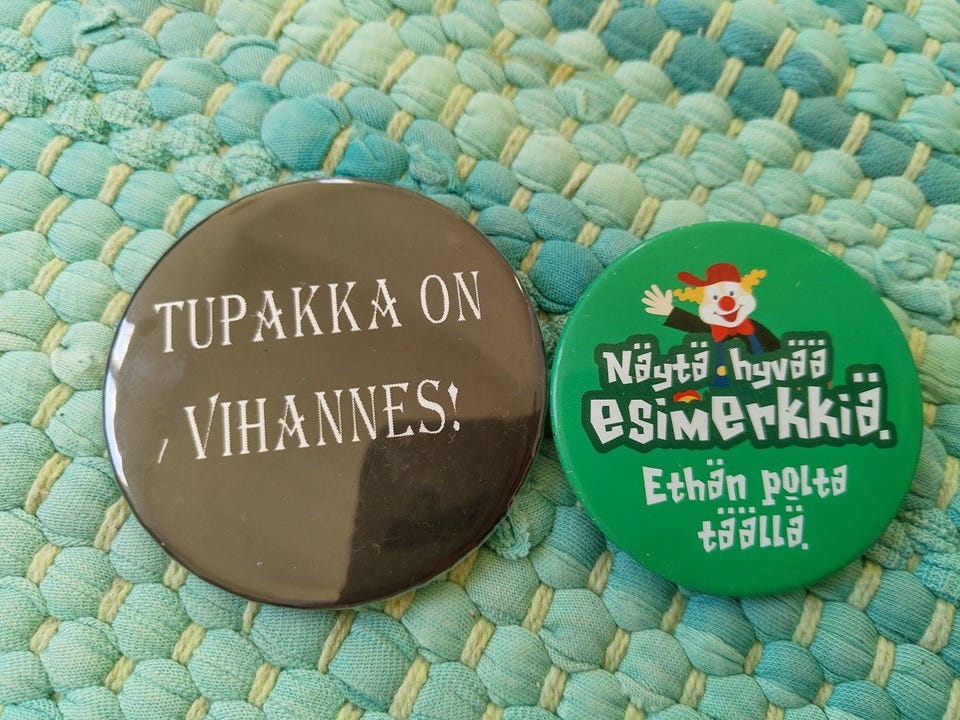 TUPAKKA ON
, VIHANNES!
Näytä hyvää
esimerkkiä.
Ethän polta
täällä.